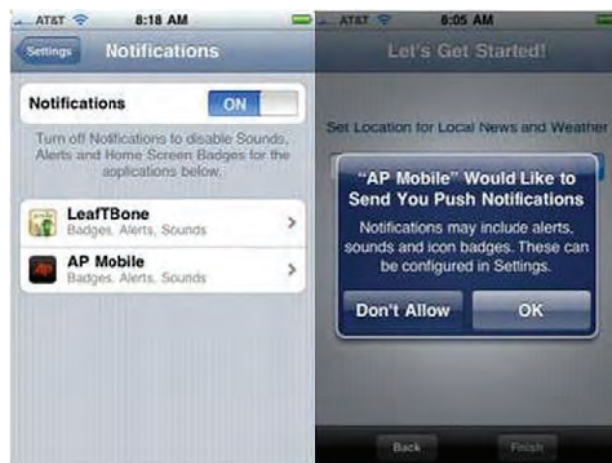 AT&T 8:18 AM
Settings Notifications
Notifications ON
Turn off Notifications to disable Sounds,
Alerts and Home Screen Badges for the
applications below.
LeafTBone
Badges, Alerts, Sounds
AP Mobile
Badges, Alerts, Sounds
AT&T 8:05 AM
Let's Get Started!
Set Location for Local News and Weather
"AP Mobile" Would Like to
Send You Push Notifications
Notifications may include alerts,
sounds and icon badges. These can
be configured in Settings.
Don't Allow OK
Back Finish